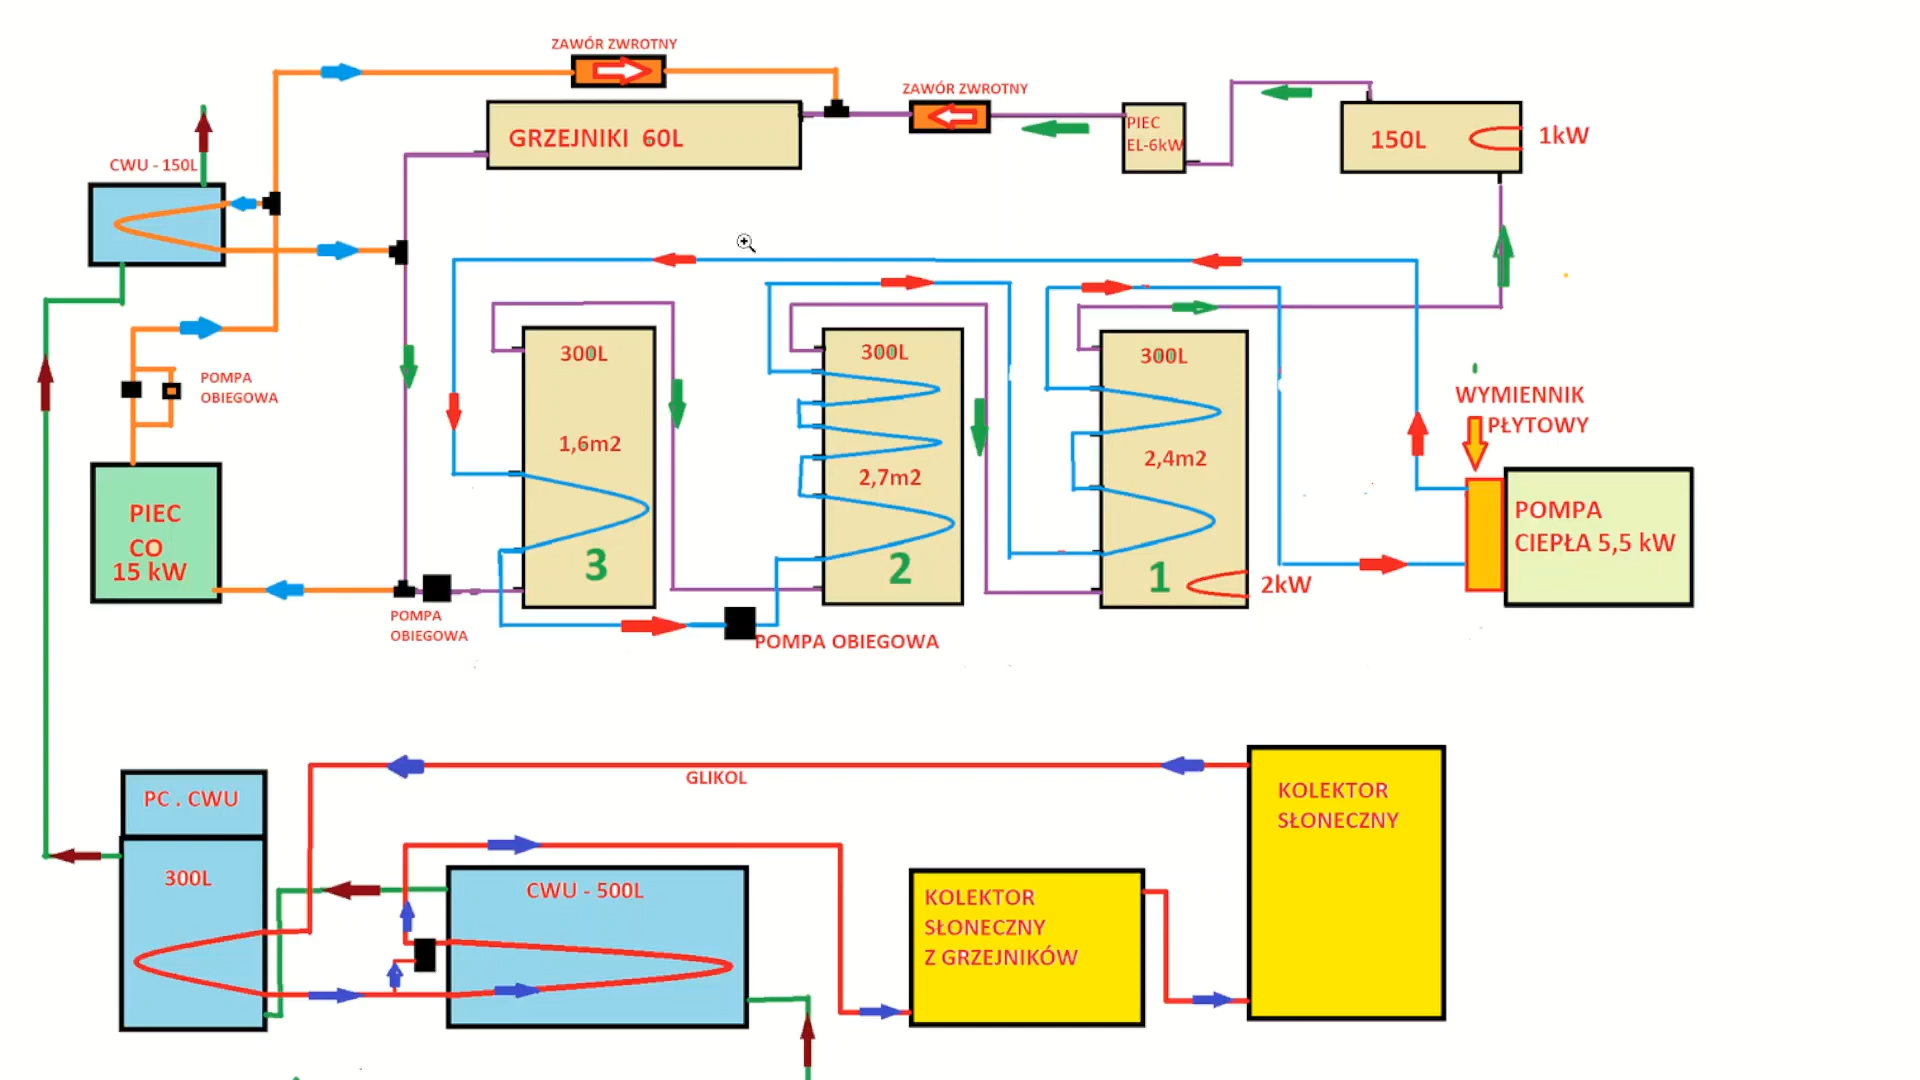 ZAWÓR ZWROTNY
ZAWÓR ZWROTNY
GRZEJNIKI 60L
PIEC
EL-6kW
150L
1kW
CWU - 150L
300L
300L
300L
POMPA
OBIEGOWA
1,6m2
2,7m2
2,4m2
WYMIENNIK
PŁYTOWY
PIEC
CO
15 kW
POMPA
CIEPŁA 5,5 kW
3
2
1
2kW
POMPA
OBIEGOWA
POMPA OBIEGOWA
GLIKOL
PC . CWU
300L
CWU - 500L
KOLEKTOR
SŁONECZNY
Z GRZEJNIKÓW
KOLEKTOR
SŁONECZNY